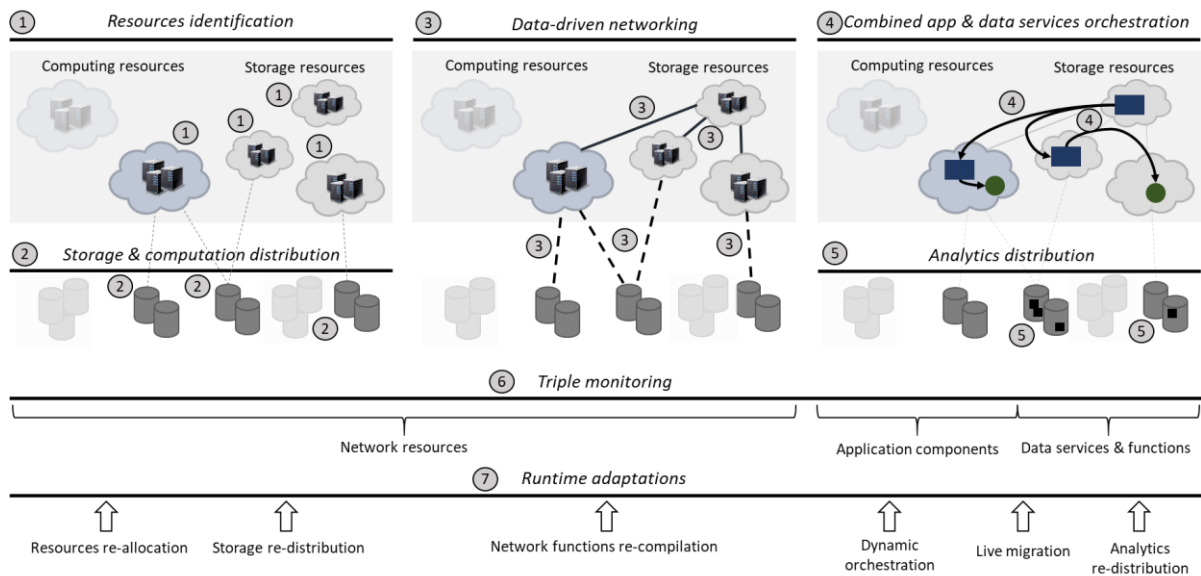 1 Resources identification
Computing resources
Storage resources
1
1
1
1
2 Storage & computation distribution
2
2
2
3 Data-driven networking
Computing resources
Storage resources
3
3
3
3
3
4 Combined app & data services orchestration
Computing resources
Storage resources
4
4
5 Analytics distribution
5
5
6 Triple monitoring
Network resources
Application components
Data services & functions
7 Runtime adaptations
Resources re-allocation
Storage re-distribution
Network functions re-compilation
Dynamic
orchestration
Live migration
Analytics
re-distribution